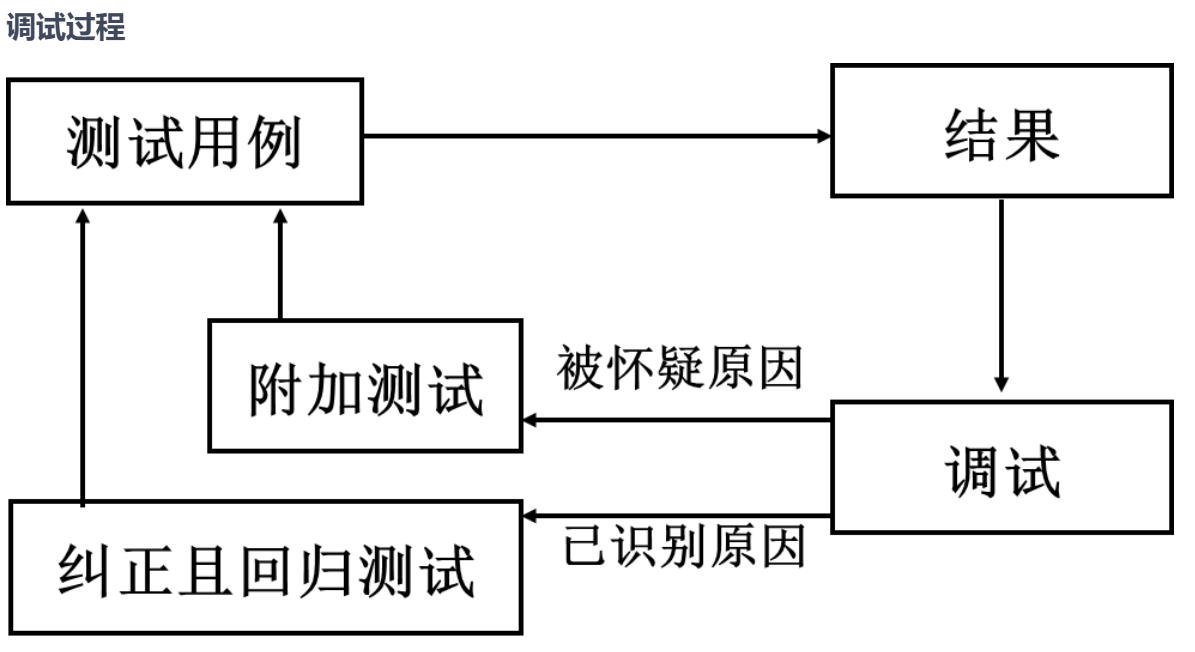 调试过程
测试用例
结果
附加测试
被怀疑原因
调试
已识别原因
纠正且回归测试